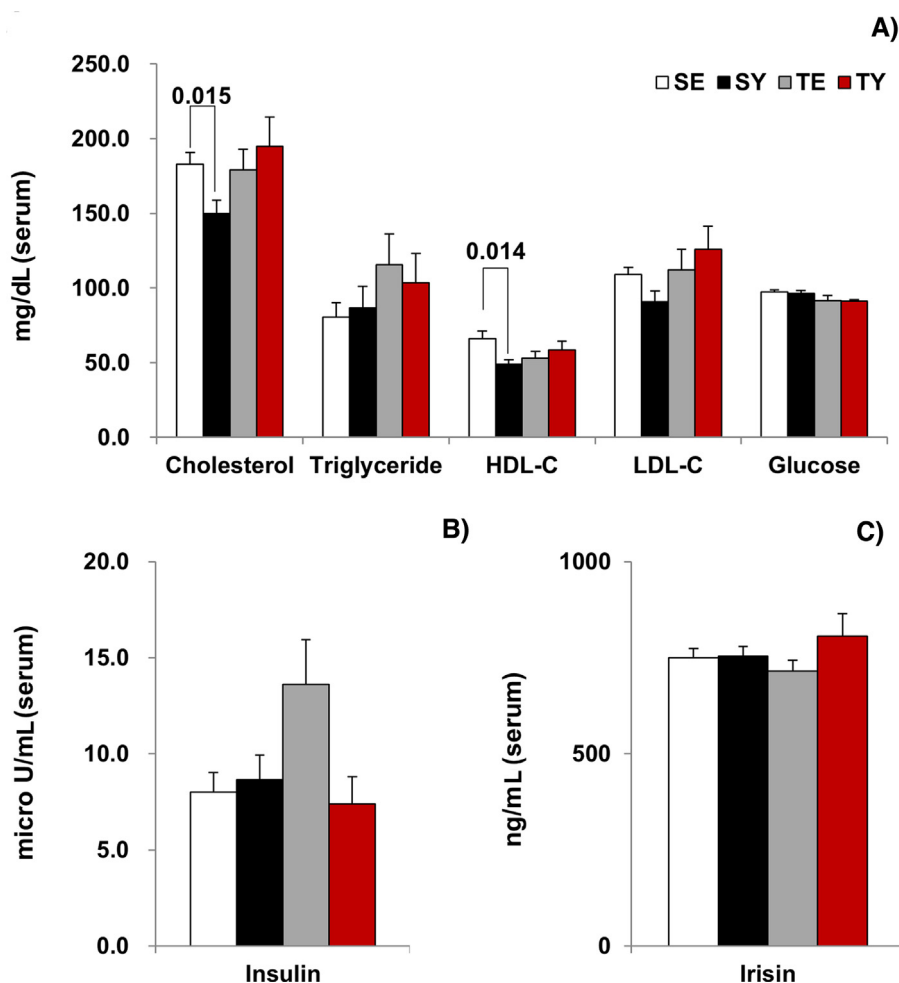 A)
250.0
200.0
150.0
100.0
50.0
0.0
mg/dL (serum)
SE SY TE TY
0.015
0.014
Cholesterol Triglyceride HDL-C LDL-C Glucose
B)
20.0
15.0
10.0
5.0
0.0
micro U/mL (serum)
Insulin
C)
1000
500
0
ng/mL (serum)
Irisin